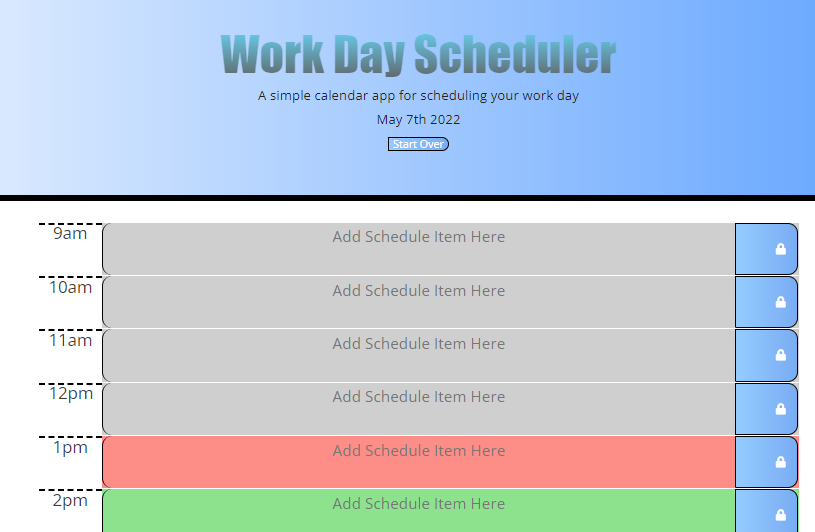 Work Day Scheduler
A simple calendar app for scheduling your work day
May 7th 2022
Start Over
9am Add Schedule Item Here
10am Add Schedule Item Here
11am Add Schedule Item Here
12pm Add Schedule Item Here
1pm Add Schedule Item Here
2pm Add Schedule Item Here